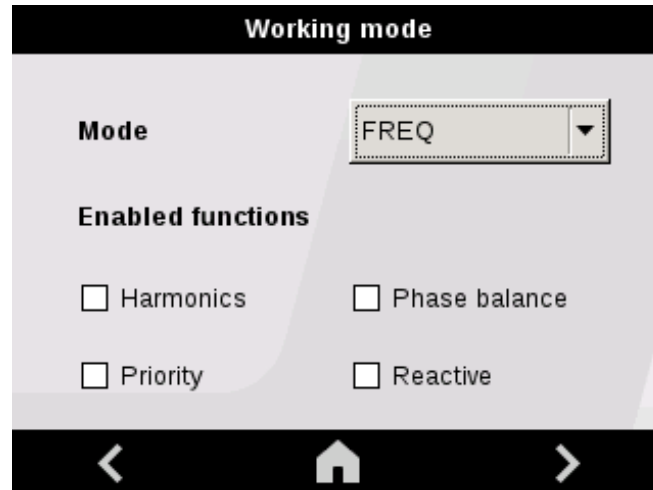 Working mode
Mode FREQ
Enabled functions
Harmonics Phase balance
Priority Reactive